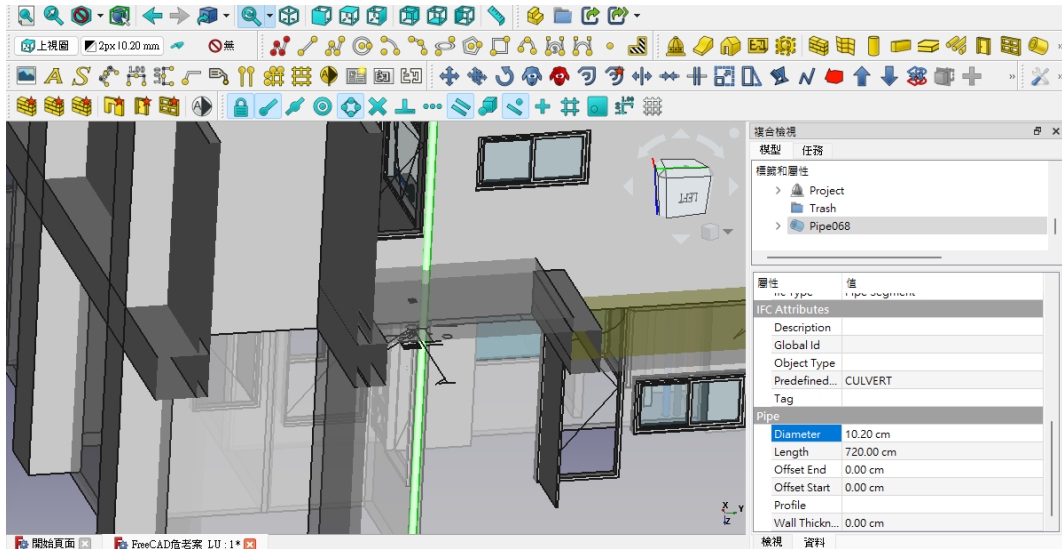 上視圖
2px | 0.20 mm
無
LEFT
X
Y
Z
複合檢視
模型
任務
標籤和屬性
Project
Trash
Pipe068
屬性
值
IFC Attributes
Description
Global Id
Object Type
Predefined... CULVERT
Tag
Pipe
Diameter 10.20 cm
Length 720.00 cm
Offset End 0.00 cm
Offset Start 0.00 cm
Profile
Wall Thickn... 0.00 cm
檢視
資料
開始頁面
FreeCAD危老案_LU : 1*